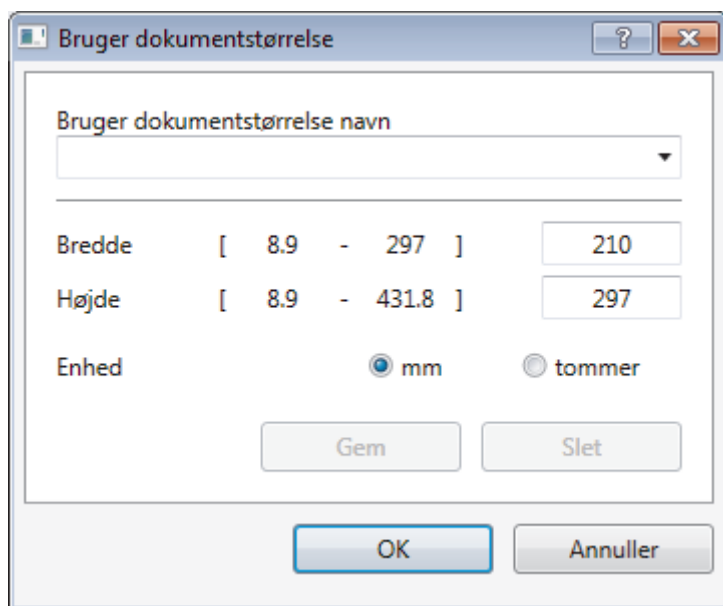 Bruger dokumentstørrelse
Bruger dokumentstørrelse navn
Bredde [ 8.9 - 297 ] 210
Højde [ 8.9 - 431.8 ] 297
Enhed mm tommer
Gem Slet
OK Annuller